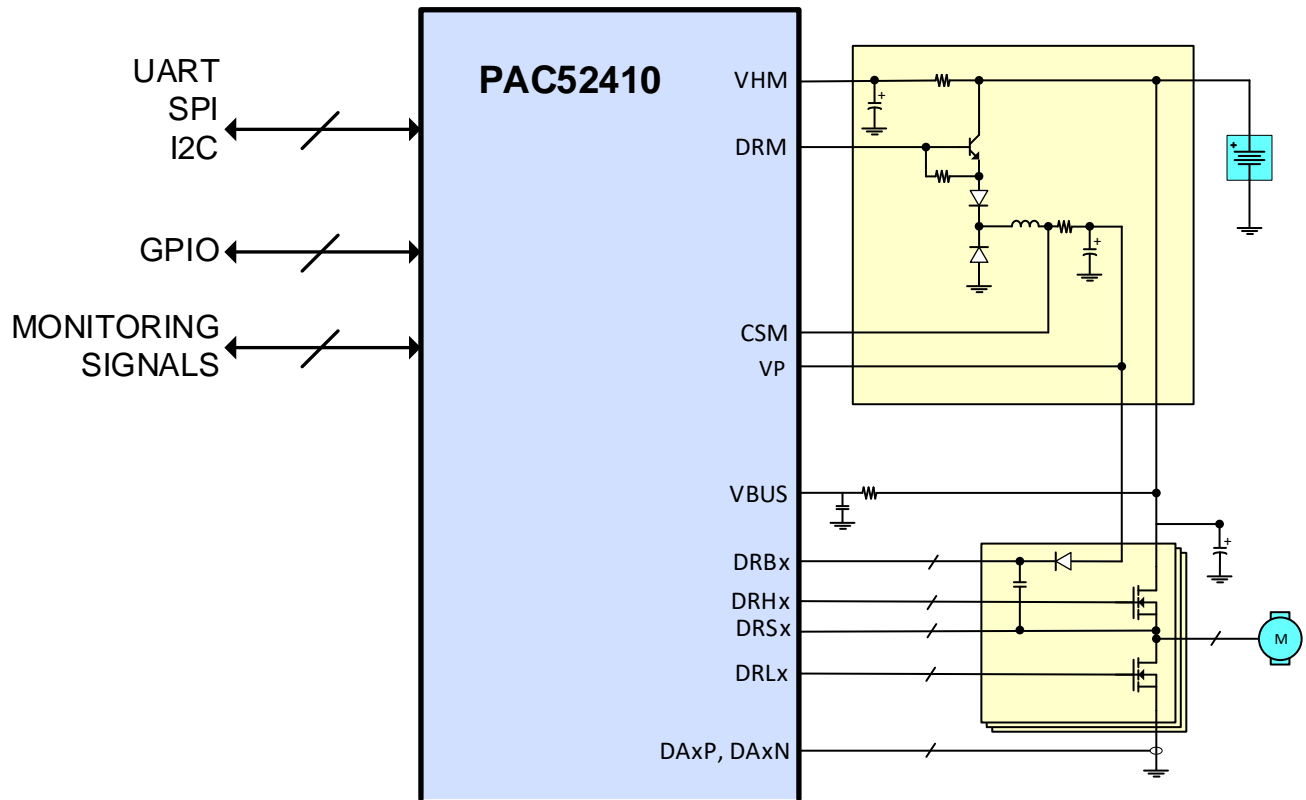 PAC52410
UART
SPI
I2C
GPIO
MONITORING
SIGNALS
VHM
DRM
CSM
VP
VBUS
DRBx
DRHx
DRSx
DRLx
DAxP, DAxN
+
+
+
+
M